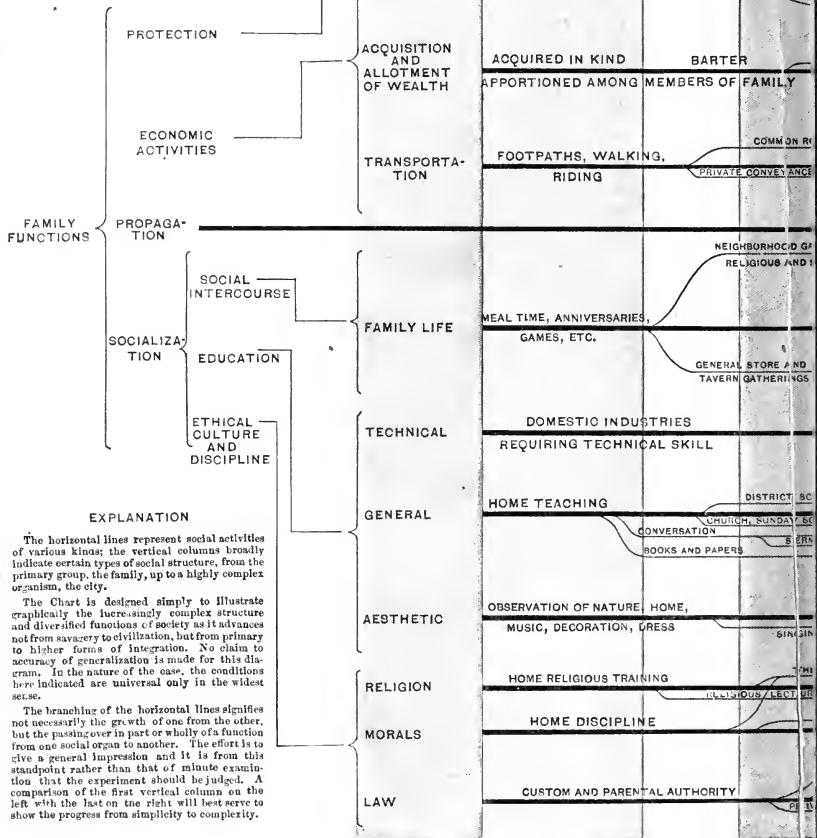 PROTECTION
ACQUISITION
AND
ALLOTMENT
OF WEALTH
ACQUIRED IN KIND
BARTER
APPORTIONED AMONG MEMBERS OF FAMILY
ECONOMIC
ACTIVITIES
TRANSPORTA-
TION
FOOTPATHS, WALKING,
RIDING
COMMON
PRIVATE CONVEYANCE
FAMILY
FUNCTIONS
PROPAGA-
TION
SOCIALIZA-
TION
SOCIAL
INTERCOURSE
EDUCATION
ETHICAL
CULTURE
AND
DISCIPLINE
FAMILY LIFE
MEAL TIME, ANNIVERSARIES,
GAMES, ETC.
NEIGHBORHOOD
RELIGIOUS AND
GENERAL STORE AND
TAVERN GATHERINGS
TECHNICAL
DOMESTIC INDUSTRIES
REQUIRING TECHNICAL SKILL
GENERAL
HOME TEACHING
DISTRICT
CHURCH, SUNDAY
CONVERSATION
BOOKS AND PAPERS
AESTHETIC
OBSERVATION OF NATURE, HOME,
MUSIC, DECORATION, DRESS
RELIGION
HOME RELIGIOUS TRAINING
RELIGIOUS
MORALS
HOME DISCIPLINE
LAW
CUSTOM AND PARENTAL AUTHORITY
EXPLANATION
The horizontal lines represent social activities
of various kinds; the vertical columns broadly
indicate certain types of social structure, from the
primary group, the family, up to a highly complex
organism, the city.
The Chart is designed simply to illustrate
graphically the increasingly complex structure
and diversified functions of society as it advances
not from savagery to civilization, but from primary
to higher forms of integration. No claim to
accuracy of generalization is made for this dia-
gram. In the nature of the case, the conditions
here indicated are universal only in the widest
sense.
The branching of the horizontal lines signifies
not necessarily the growth of one from the other,
but the passing over in part or wholly of a function
from one social organ to another. The effort is to
give a general impression and it is from this
standpoint rather than that of minute examin-
tion that the experiment should be judged. A
comparison of the first vertical column on the
left with the last on the right will best serve to
show the progress from simplicity to complexity.